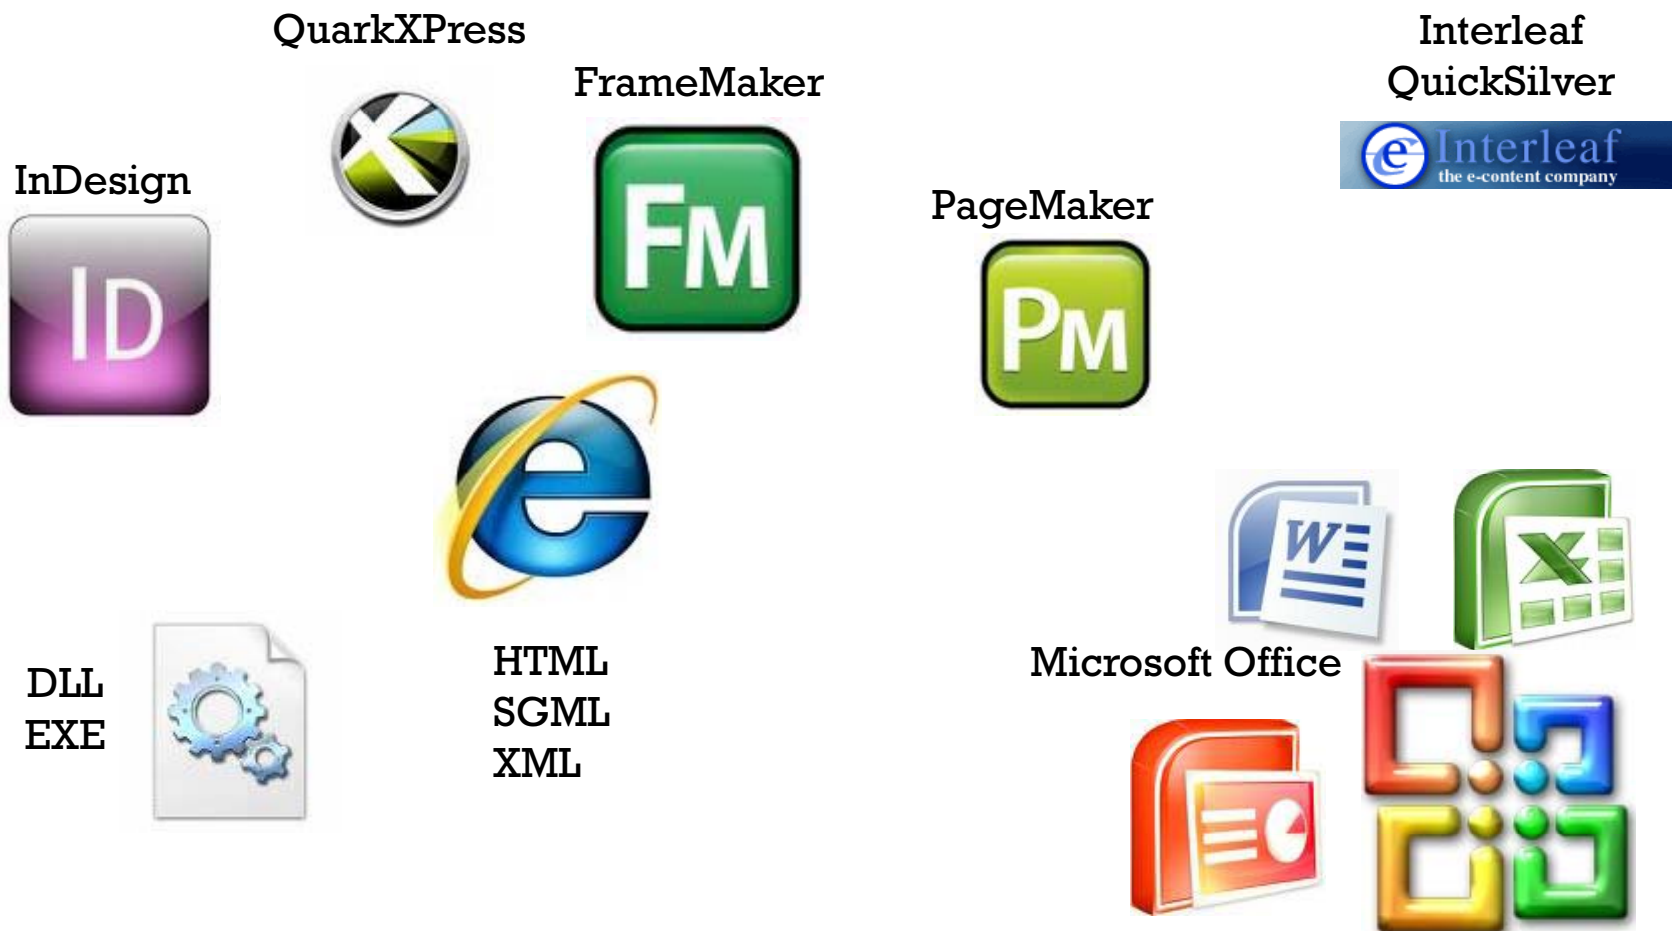 QuarkXPress
FrameMaker
Interleaf
QuickSilver
e Interleaf
the e-content company
InDesign
ID
FM
PageMaker
PM
W
X
e
DLL
EXE
HTML
SGML
XML
Microsoft Office